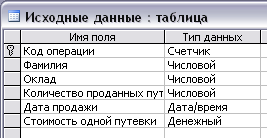 Исходные данные : таблица
Имя поля Тип данных
Код операции Счетчик
Фамилия Числовой
Оклад Числовой
Количество проданных пут Числовой
Дата продажи Дата/время
Стоимость одной путевки Денежный